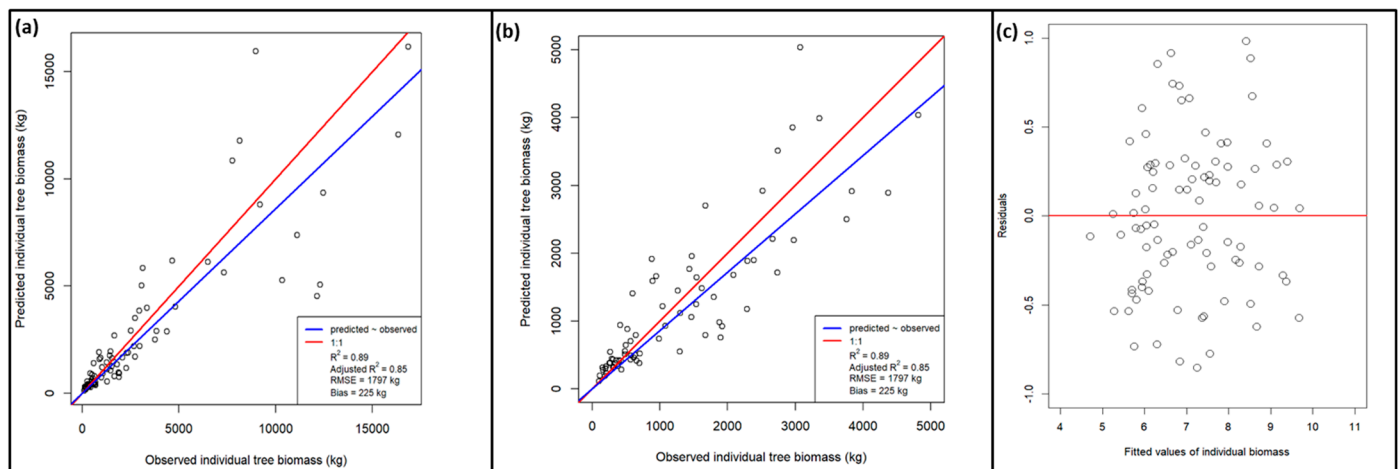 (a)
Predicted individual tree biomass (kg)
15000
10000
5000
0
0 5000 10000 15000
Observed individual tree biomass (kg)
predicted ~ observed
1:1
R² = 0.89
Adjusted R² = 0.85
RMSE = 1797 kg
Bias = 225 kg
(b)
Predicted individual tree biomass (kg)
5000
4000
3000
2000
1000
0
0 1000 2000 3000 4000 5000
Observed individual tree biomass (kg)
predicted ~ observed
1:1
R² = 0.89
Adjusted R² = 0.85
RMSE = 1797 kg
Bias = 225 kg
(c)
Residuals
1.0
0.5
0.0
-0.5
-1.0
4 5 6 7 8 9 10 11
Fitted values of individual biomass